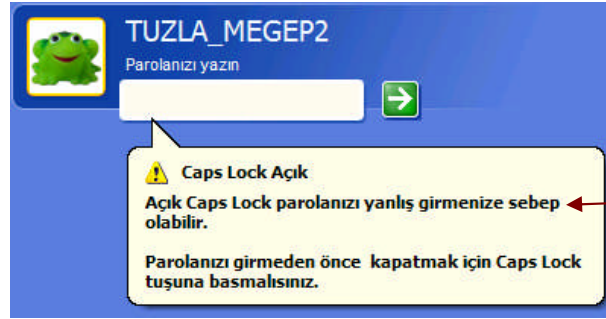 TUZLA_MEGEP2
Parolanızı yazın
Caps Lock Açık
Açık Caps Lock parolanızı yanlış girmenize sebep
olabilir.
Parolanızı girmeden önce kapatmak için Caps Lock
tuşuna basmalısınız.